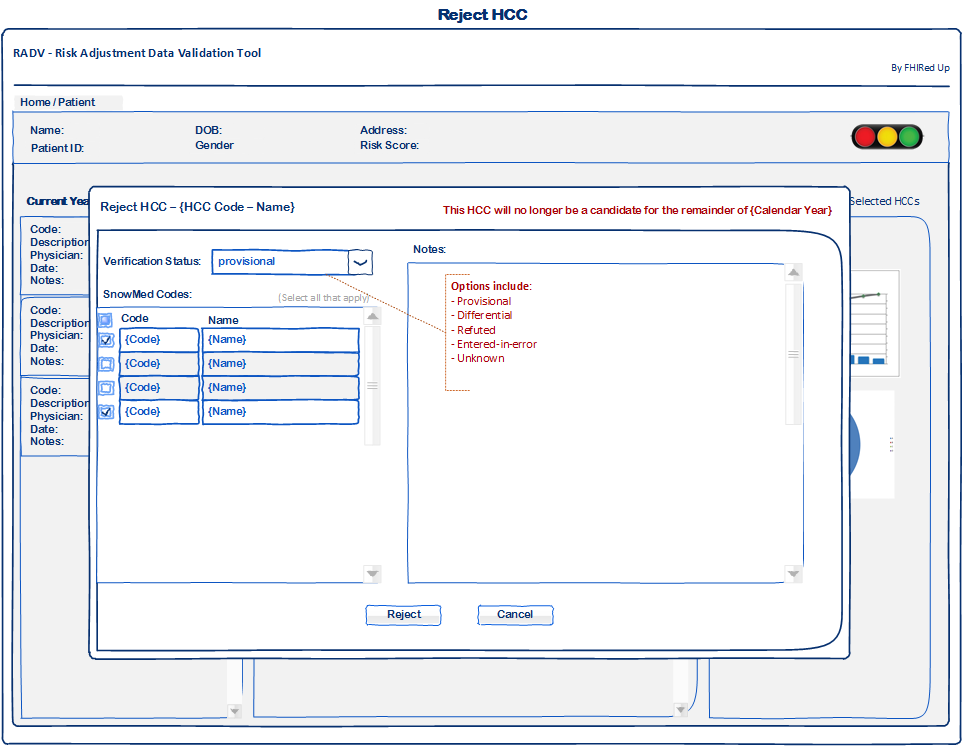 Reject HCC
RADV - Risk Adjustment Data Validation Tool
By FHIRed Up
Home / Patient
Name:
DOB:
Address:
Patient ID:
Gender
Risk Score:
Current Yea
Selected HCCs
Code:
Description
Physician:
Date:
Notes:
Code:
Description
Physician:
Date:
Notes:
Code:
Description
Physician:
Date:
Notes:
Reject HCC – {HCC Code – Name}
This HCC will no longer be a candidate for the remainder of {Calendar Year}
Verification Status:
provisional
SnowMed Codes:
(Select all that apply)
Code
Name
{Code}
{Name}
{Code}
{Name}
{Code}
{Name}
{Code}
{Name}
Notes:
Options include:
- Provisional
- Differential
- Refuted
- Entered-in-error
- Unknown
Reject
Cancel